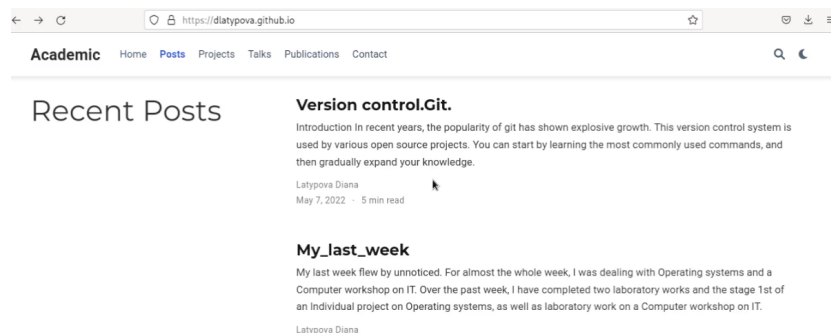 https://dlatypova.github.io
Academic Home Posts Projects Talks Publications Contact
Recent Posts
Version control.Git.
Introduction In recent years, the popularity of git has shown explosive growth. This version control system is
used by various open source projects. You can start by learning the most commonly used commands, and
then gradually expand your knowledge.
Latypova Diana
May 7, 2022 · 5 min read
My_last_week
My last week flew by unnoticed. For almost the whole week, I was dealing with Operating systems and a
Computer workshop on IT. Over the past week, I have completed two laboratory works and the stage 1st of
an Individual project on Operating systems, as well as laboratory work on a Computer workshop on IT.
Latypova Diana